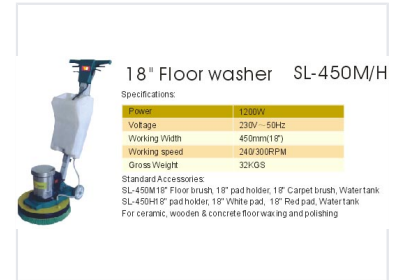 18" Floor washer SL-450M/H
Specifications:
Power 1200W
Voltage 230V～50Hz
Working Width 450mm(18")
Working speed 240/300RPM
Gross Weight 32KGS
Standard Accessories:
SL-450M18" Floor brush, 18" pad holder, 18" Carpet brush, Water tank
SL-450H18" pad holder, 18" White pad, 18" Red pad, Water tank
For ceramic, wooden & concrete floor waxing and polishing